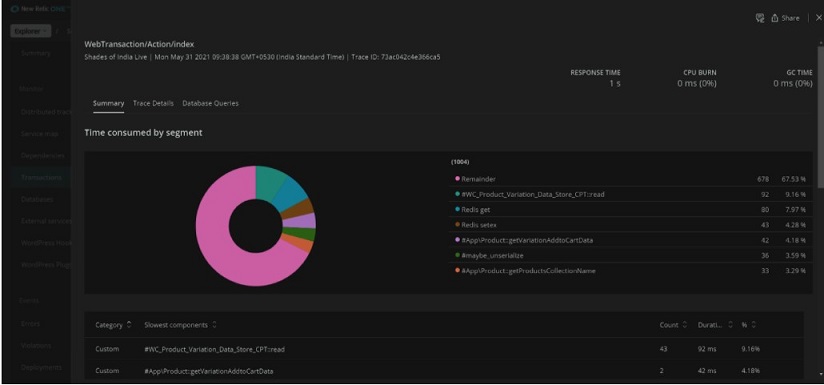 New Relic ONE™
Share
Explorer
WebTransaction/Action/index
Summary
Shades of India Live | Mon May 31 2021 09:38:38 GMT+0530 (India Standard Time) | Trace ID: 73ac042c4e366ca5
RESPONSE TIME CPU BURN GC TIME
1 s 0 ms (0%) 0 ms (0%)
Monitor
Summary Trace Details Database Queries
Distributed traci
Service map
Time consumed by segment
Dependencies
(1004)
Transactions
Remainder 678 67.53 %
Databases
#WC_Product_Variation_Data_Store_CPT::read 92 9.16 %
Redis get 80 7.97 %
External services
Redis setex 43 4.28 %
WordPress Hook
#App\Product::getVariationAddtoCartData 42 4.18 %
#maybe_unserialize 36 3.59 %
WordPress Plugi
#App\Product::getProductsCollectionName 33 3.29 %
Events
Errors
Category Slowest components Count Durati... %
Violations
Custom #WC_Product_Variation_Data_Store_CPT::read 43 92 ms 9.16%
Deployments
Custom #App\Product::getVariationAddtoCartData 2 42 ms 4.18%